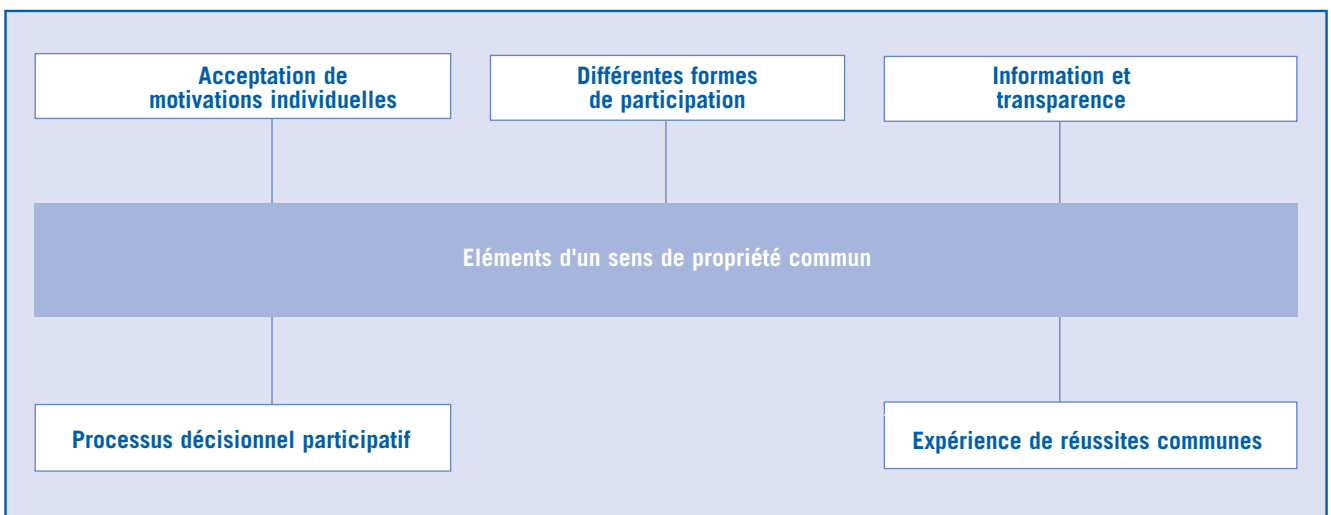 Acceptation de
motivations individuelles
Différentes formes
de participation
Information et
transparence
Eléments d'un sens de propriété commun
Processus décisionnel participatif
Expérience de réussites communes